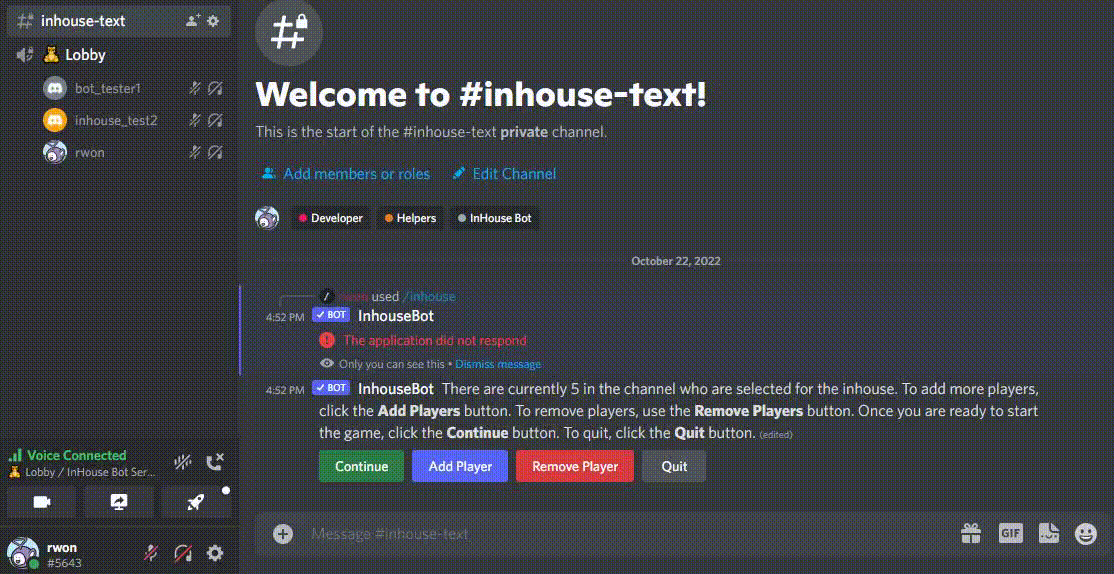 inhouse-text
Lobby
bot_tester1
inhouse_test2
rwon
Voice Connected
Lobby / InHouse Bot Ser...
rwon
#5643
Welcome to #inhouse-text!
This is the start of the #inhouse-text private channel.
Add members or roles Edit Channel
Developer Helpers InHouse Bot
October 22, 2022
used /inhouse
4:52 PM BOT InhouseBot
The application did not respond
Only you can see this • Dismiss message
4:52 PM BOT InhouseBot There are currently 5 in the channel who are selected for the inhouse. To add more players,
click the Add Players button. To remove players, use the Remove Players button. Once you are ready to start
the game, click the Continue button. To quit, click the Quit button. (edited)
Continue Add Player Remove Player Quit
Message #inhouse-text
GIF